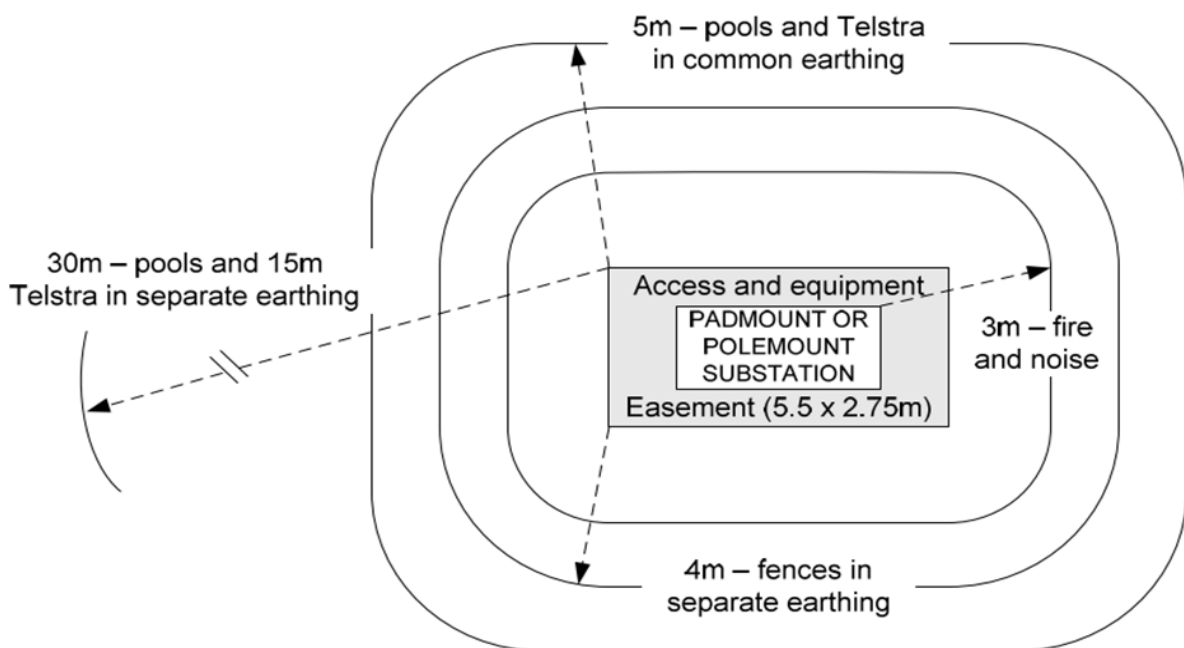 5m – pools and Telstra
in common earthing
30m – pools and 15m
Telstra in separate earthing
Access and equipment
PADMOUNT OR
POLEMOUNT
SUBSTATION
Easement (5.5 x 2.75m)
3m – fire
and noise
4m – fences in
separate earthing